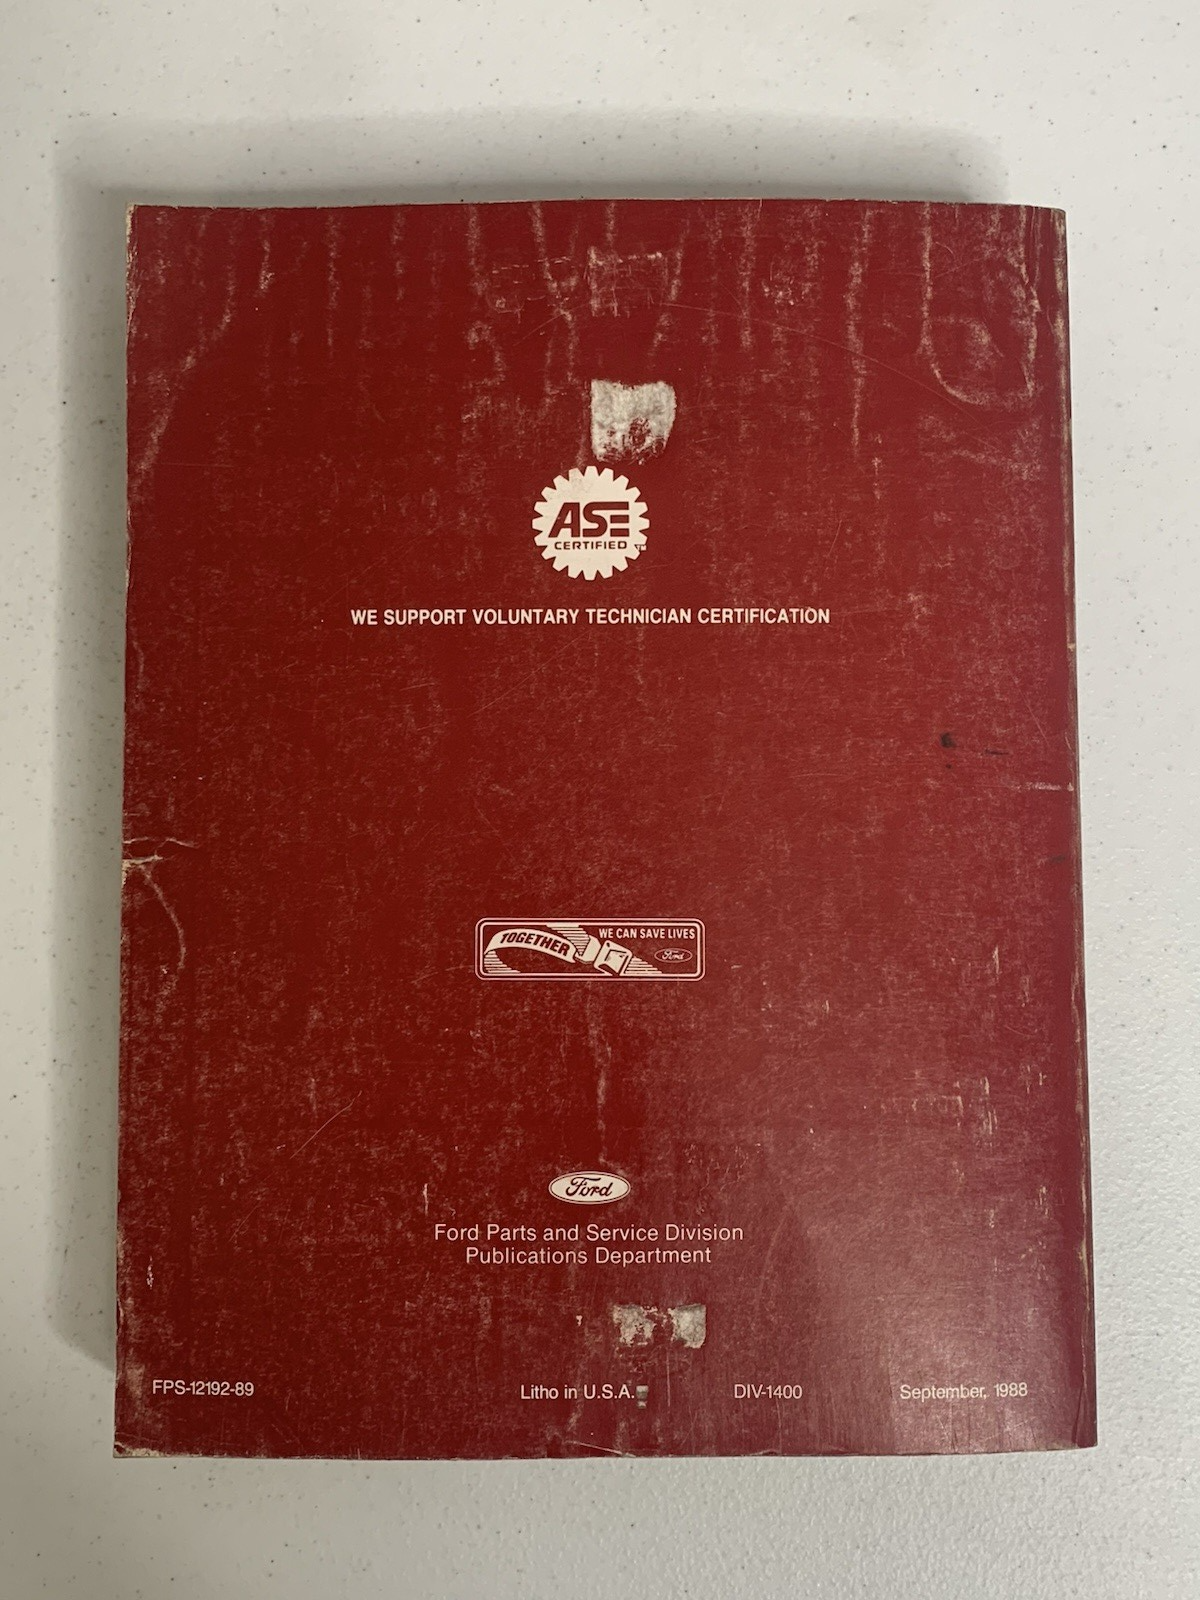 ASE
CERTIFIED TM
WE SUPPORT VOLUNTARY TECHNICIAN CERTIFICATION
TOGETHER WE CAN SAVE LIVES
Ford
Ford
Ford Parts and Service Division
Publications Department
FPS-12192-89 Litho in U.S.A. DIV-1400 September, 1988